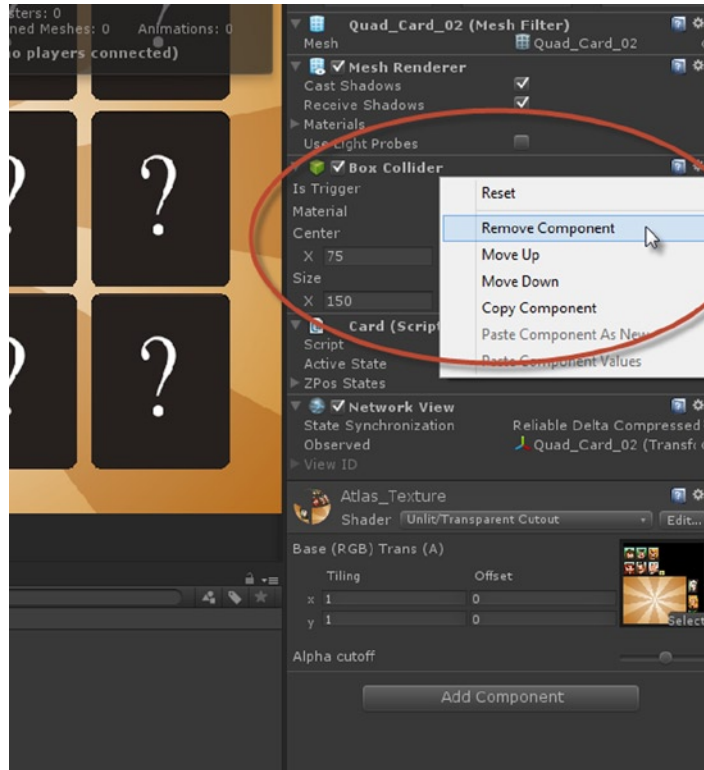 sters: 0
ned Meshes: 0 Animations: 0
o players connected)
? ? ? ?
Quad_Card_02 (Mesh Filter)
Mesh Quad_Card_02
Mesh Renderer
Cast Shadows
Receive Shadows
Materials
Use Light Probes
Box Collider
Is Trigger
Material
Center
X 75
Size
X 150
Reset
Remove Component
Move Up
Move Down
Copy Component
Paste Component As New
Paste Component Values
Card (Script
Script
Active State
ZPos States
Network View
State Synchronization Reliable Delta Compressed
Observed Quad_Card_02 (Transf
View ID
Atlas_Texture
Shader Unlit/Transparent Cutout Edit...
Base (RGB) Trans (A)
Tiling Offset
x 1 0
y 1 0
Select
Alpha cutoff
Add Component